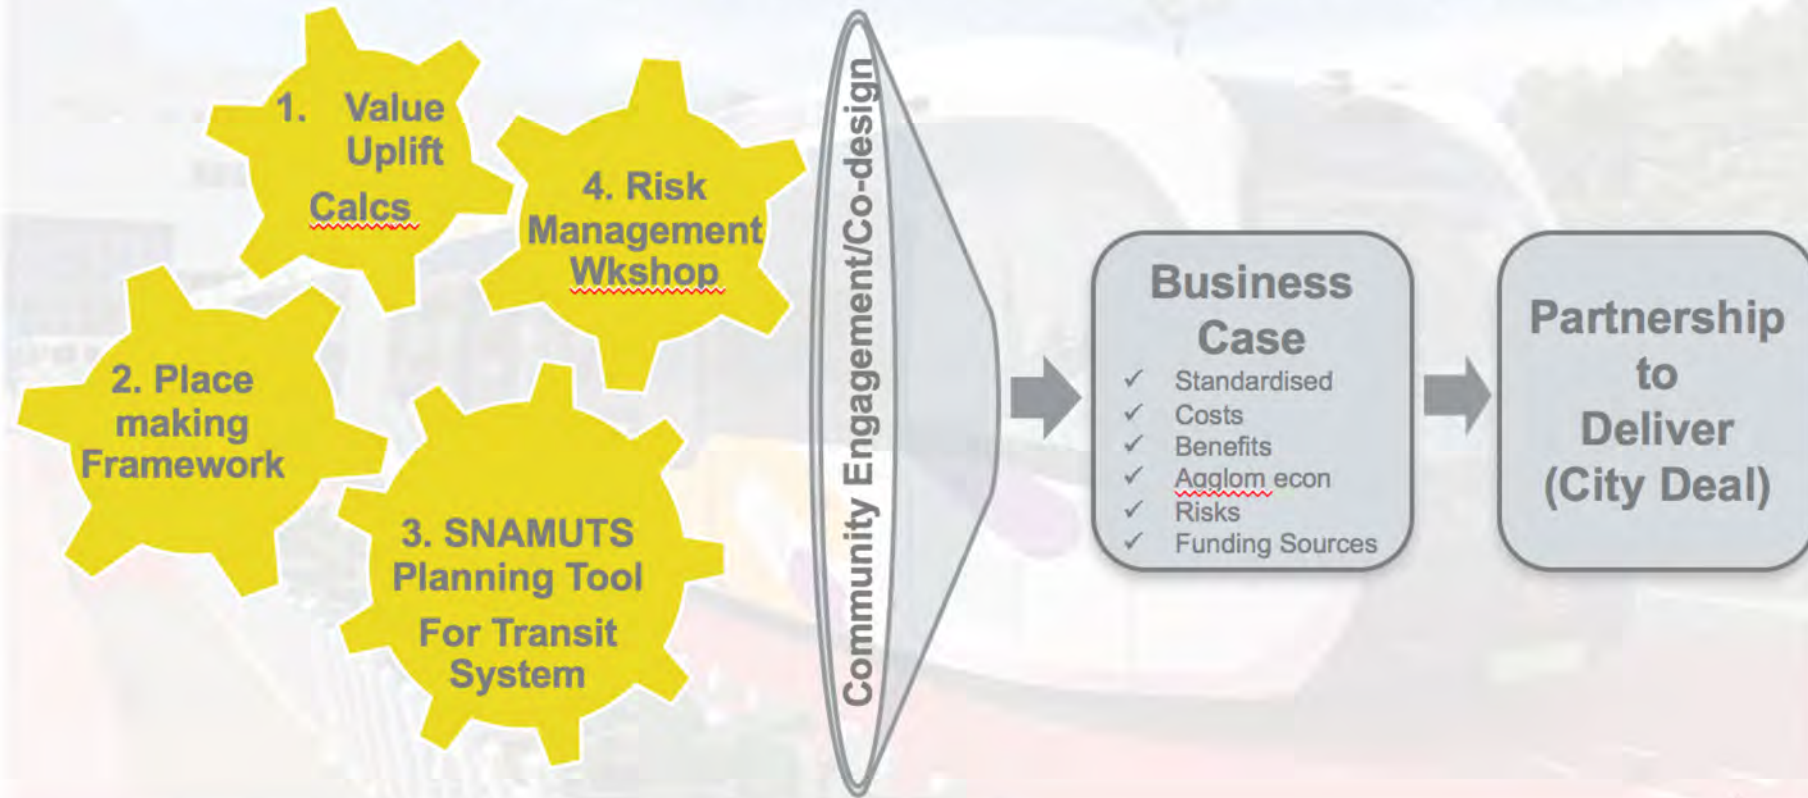 1. Value
Uplift
Calcs
2. Place
making
Framework
3. SNAMUTS
Planning Tool
For Transit
System
4. Risk
Management
Wkshop
Community Engagement/Co-design
Business
Case
✓ Standardised
✓ Costs
✓ Benefits
✓ Agglom econ
✓ Risks
✓ Funding Sources
Partnership
to
Deliver
(City Deal)